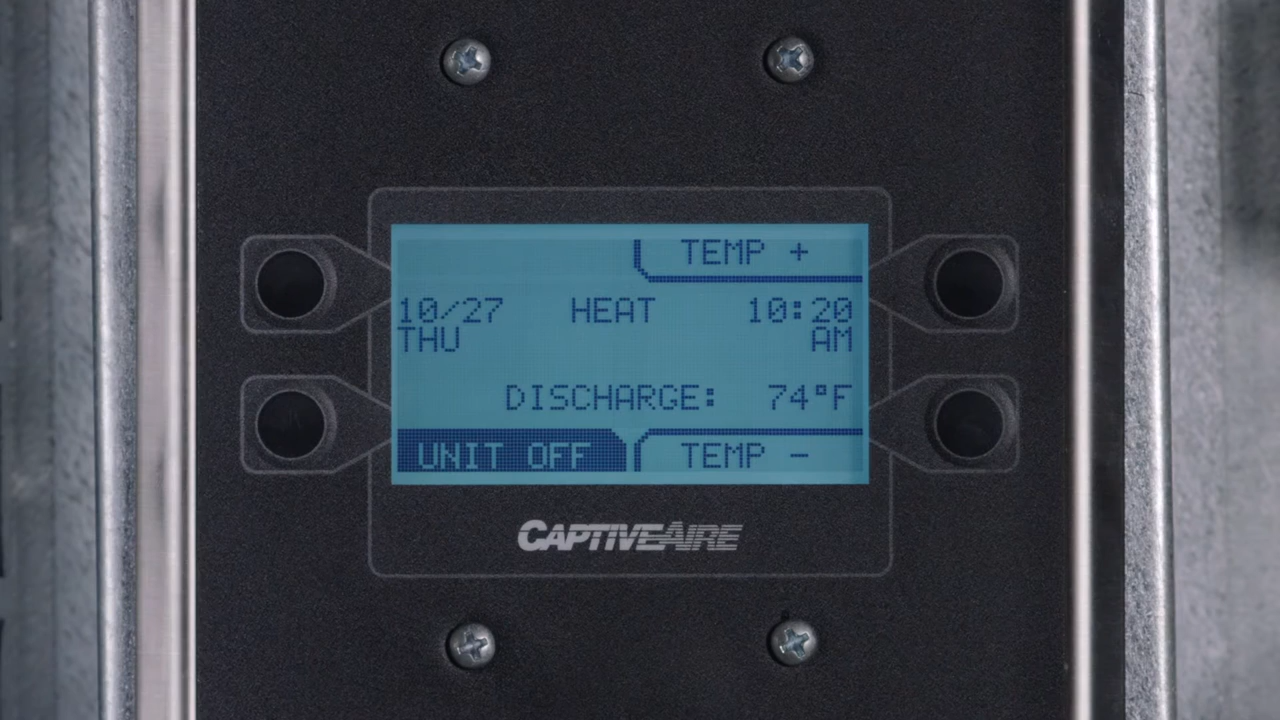 TEMP +
10/27 HEAT 10:20
THU AM
DISCHARGE: 74°F
UNIT OFF TEMP -
CAPTIVEAIRE